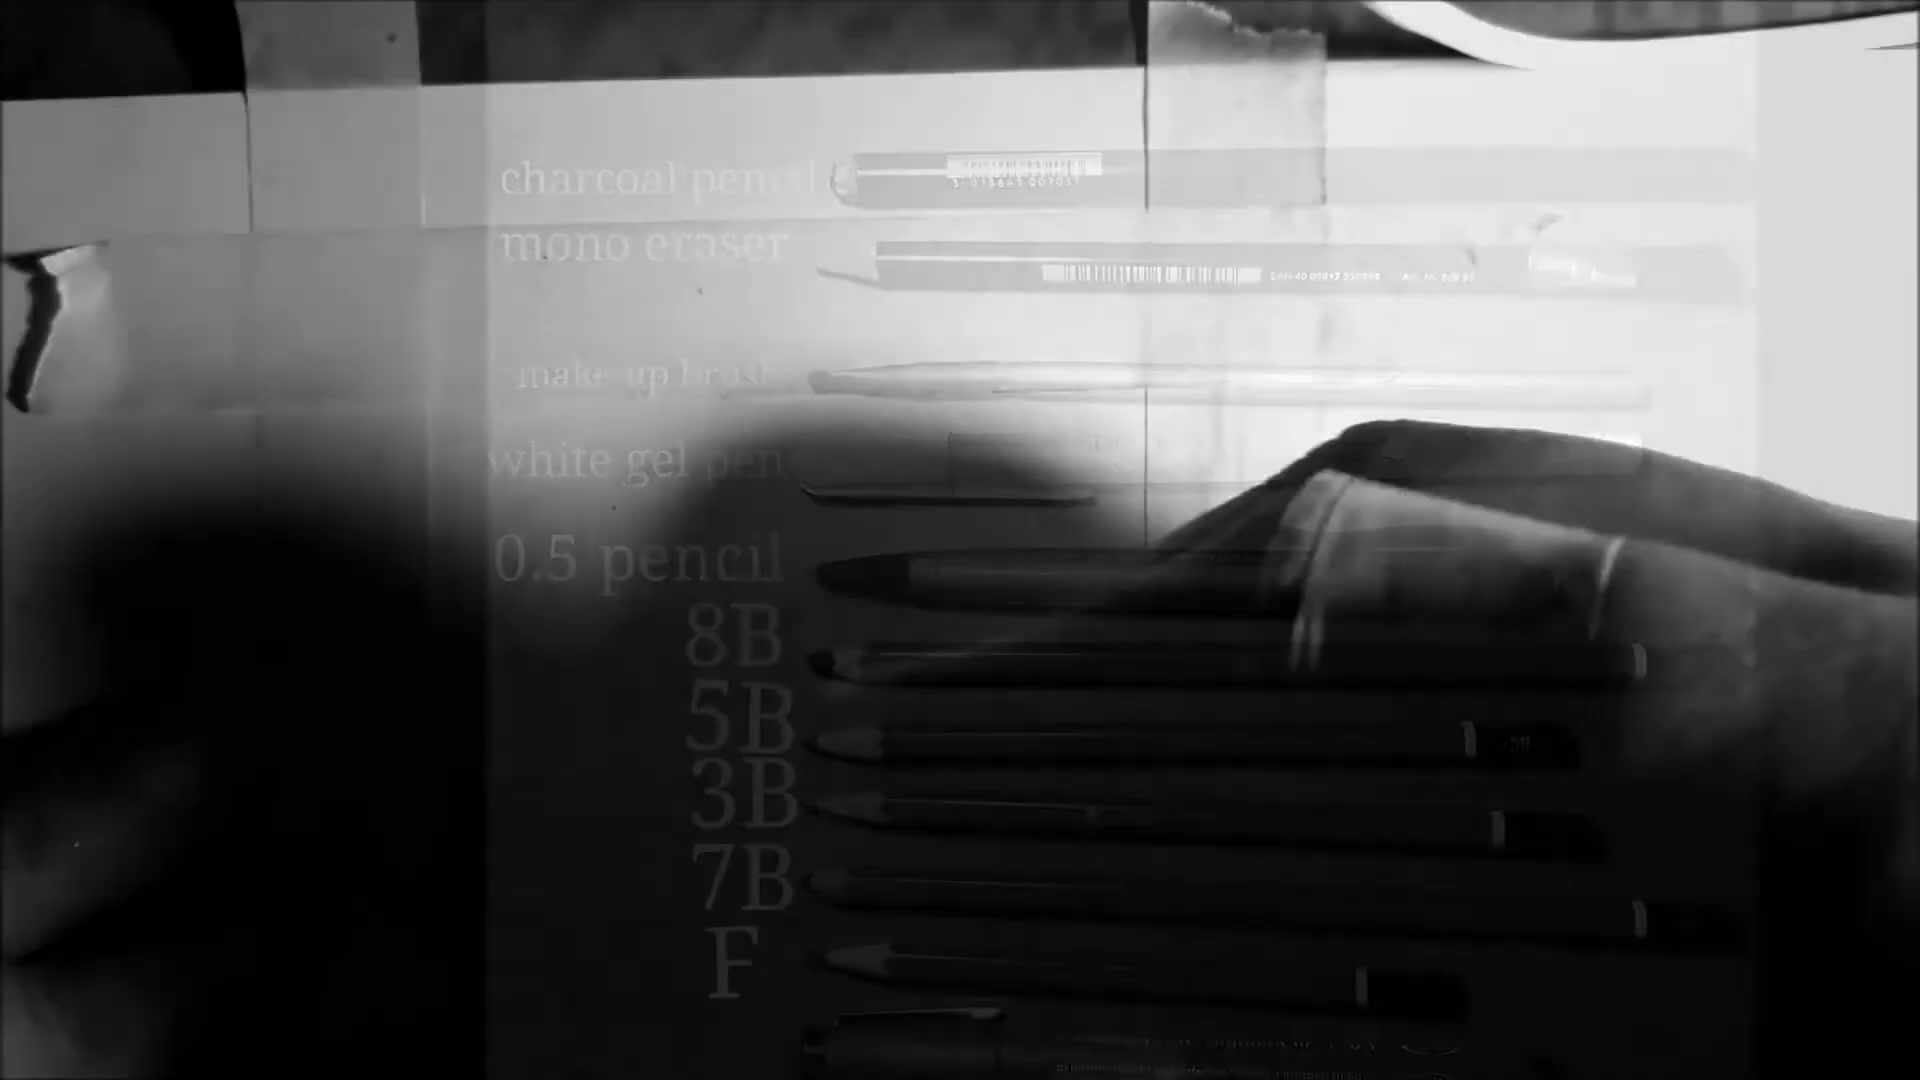 charcoal pencil
mono eraser
make up brush
white gel pen
0.5 pencil
8B
5B
3B
7B
F